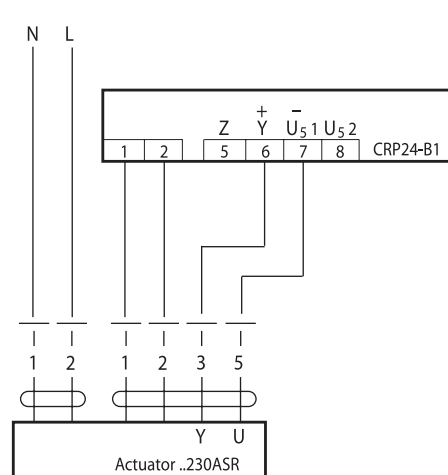 N L
+ −
Z Y U5 1 U5 2
1 2 5 6 7 8 CRP24-B1
1 2 1 2 3 5
Y U
Actuator ..230ASR